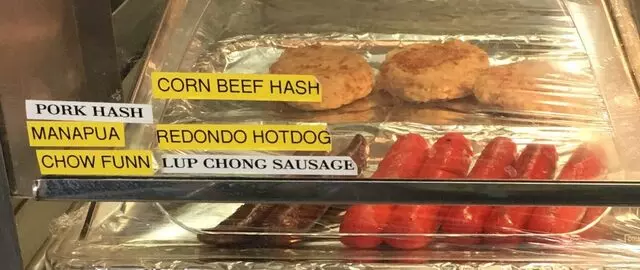 CORN BEEF HASH
PORK HASH
MANAPUA
REDONDO HOTDOG
CHOW FUNN
LUP CHONG SAUSAGE